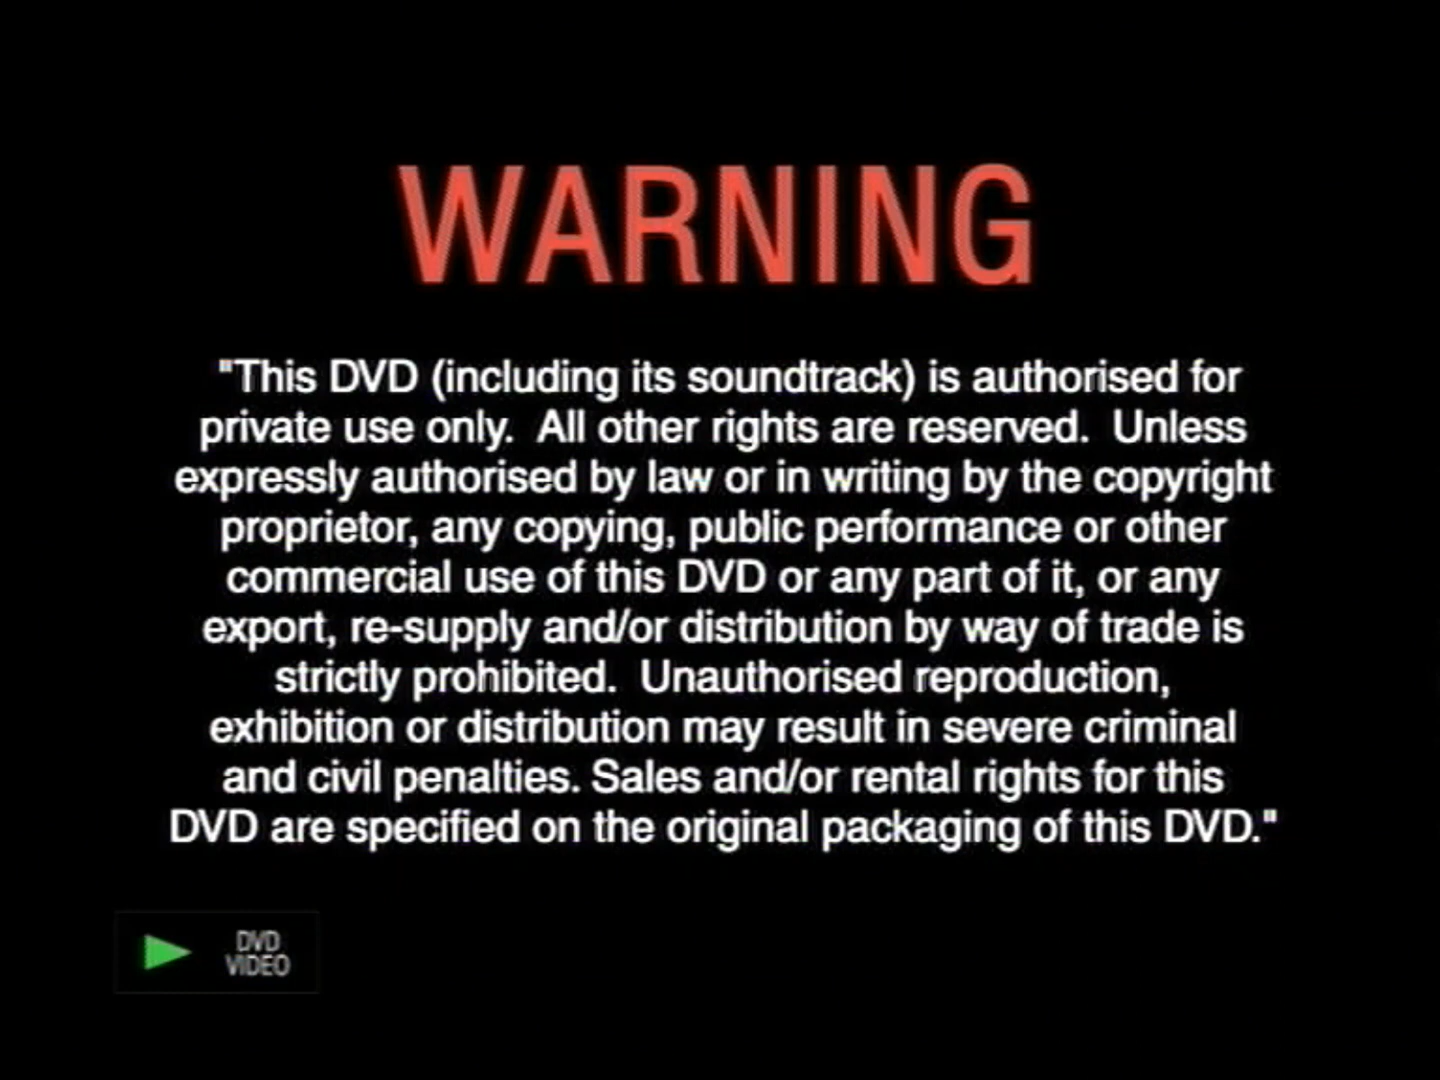 WARNING
"This DVD (including its soundtrack) is authorised for
private use only.  All other rights are reserved.  Unless
expressly authorised by law or in writing by the copyright
proprietor, any copying, public performance or other
commercial use of this DVD or any part of it, or any
export, re-supply and/or distribution by way of trade is
strictly prohibited.  Unauthorised reproduction,
exhibition or distribution may result in severe criminal
and civil penalties. Sales and/or rental rights for this
DVD are specified on the original packaging of this DVD."
DVD
VIDEO